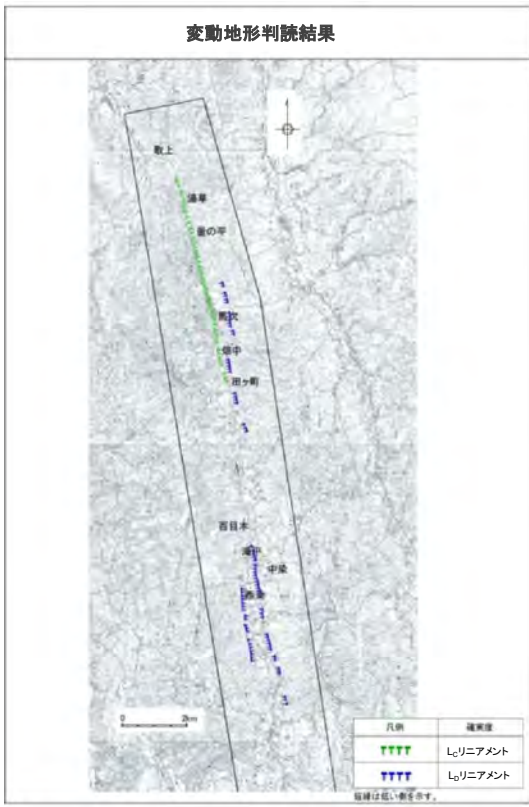 変動地形判読結果
湯草
釜の平
馬次
田ヶ町
百目木
中染
0 2km
凡例 確実度
LCリニアメント
LDリニアメント
短線は低い側を示す。